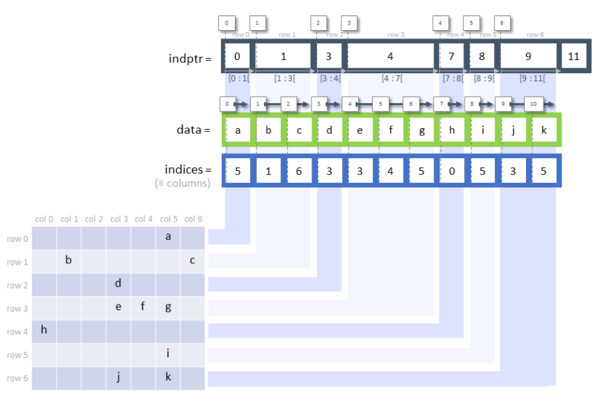 0 1 2 3 4 5 6
row 0 row 1 row 2 row 3 row 4 row 5 row 6
indptr = 0 1 3 4 7 8 9 11
[0 : 1[ [1 : 3[ [3 : 4[ [4 : 7[ [7 : 8[ [8 : 9[ [9 : 11[
0 1 2 3 4 5 6 7 8 9 10
data = a b c d e f g h i j k
indices = 5 1 6 3 3 4 5 0 5 3 5
(≡ columns)
col 0 col 1 col 2 col 3 col 4 col 5 col 6
row 0 a
row 1 b c
row 2 d
row 3 e f g
row 4 h
row 5 i
row 6 j k